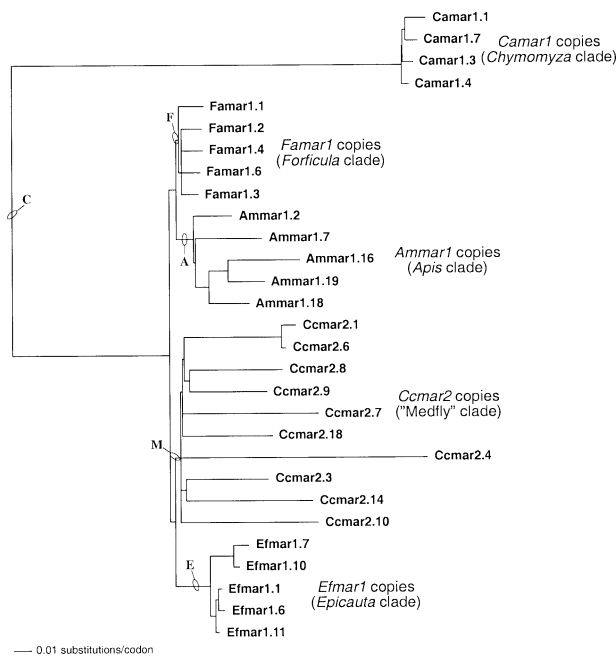 Camar1.1
Camar1.7
Camar1 copies
Camar1.3
(Chymomyza clade)
Camar1.4
Famar1.1
F
Famar1.2
Famar1.4
Famar1 copies
(Forficula clade)
Famar1.6
Famar1.3
C
Ammar1.2
Ammar1.7
A
Ammar1.16
Ammar1 copies
(Apis clade)
Ammar1.19
Ammar1.18
Ccmar2.1
Ccmar2.6
Ccmar2.8
Ccmar2.9
Ccmar2 copies
("Medfly" clade)
Ccmar2.7
Ccmar2.18
M
Ccmar2.4
Ccmar2.3
Ccmar2.14
Ccmar2.10
Efmar1.7
E
Efmar1.10
Efmar1.1
Efmar1 copies
(Epicauta clade)
Efmar1.6
Efmar1.11
0.01 substitutions/codon